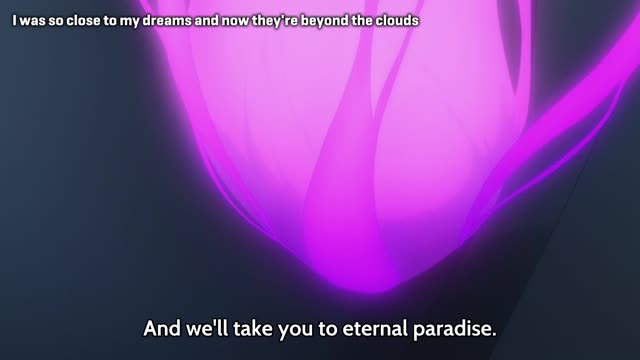 I was so close to my dreams and now they're beyond the clouds
And we'll take you to eternal paradise.